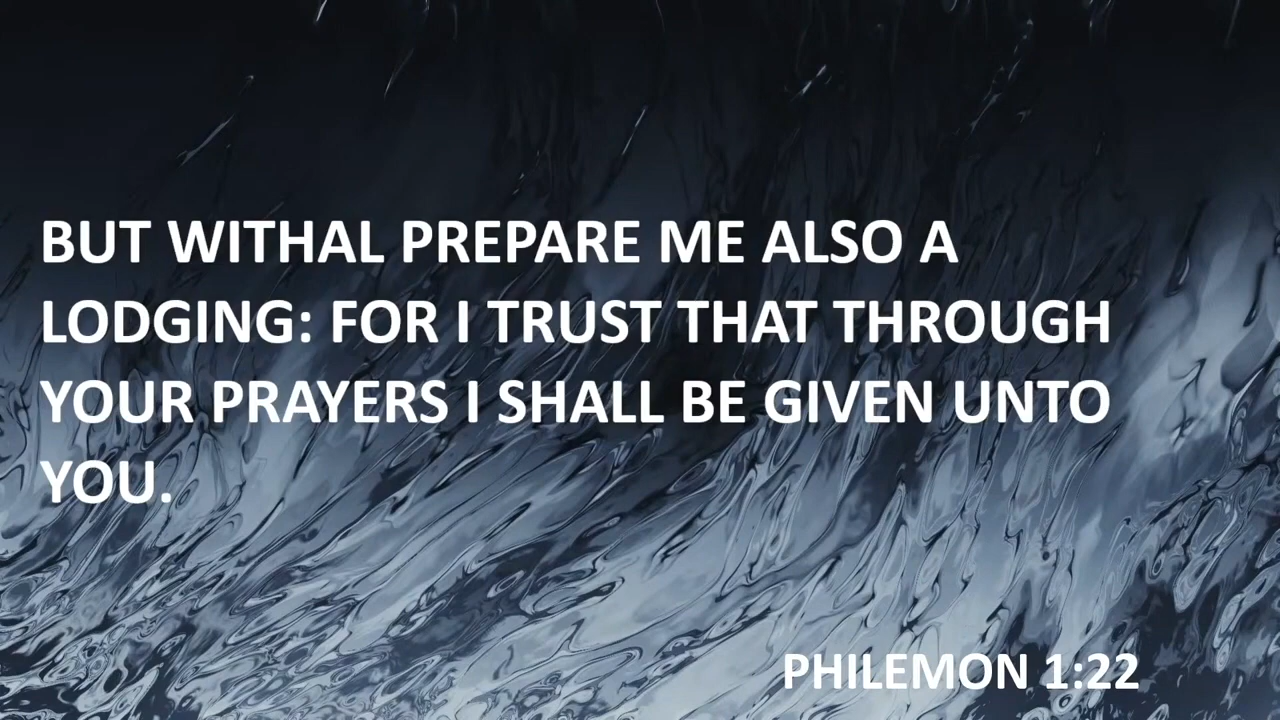 BUT WITHAL PREPARE ME ALSO A
LODGING: FOR I TRUST THAT THROUGH
YOUR PRAYERS I SHALL BE GIVEN UNTO
YOU.
PHILEMON 1:22